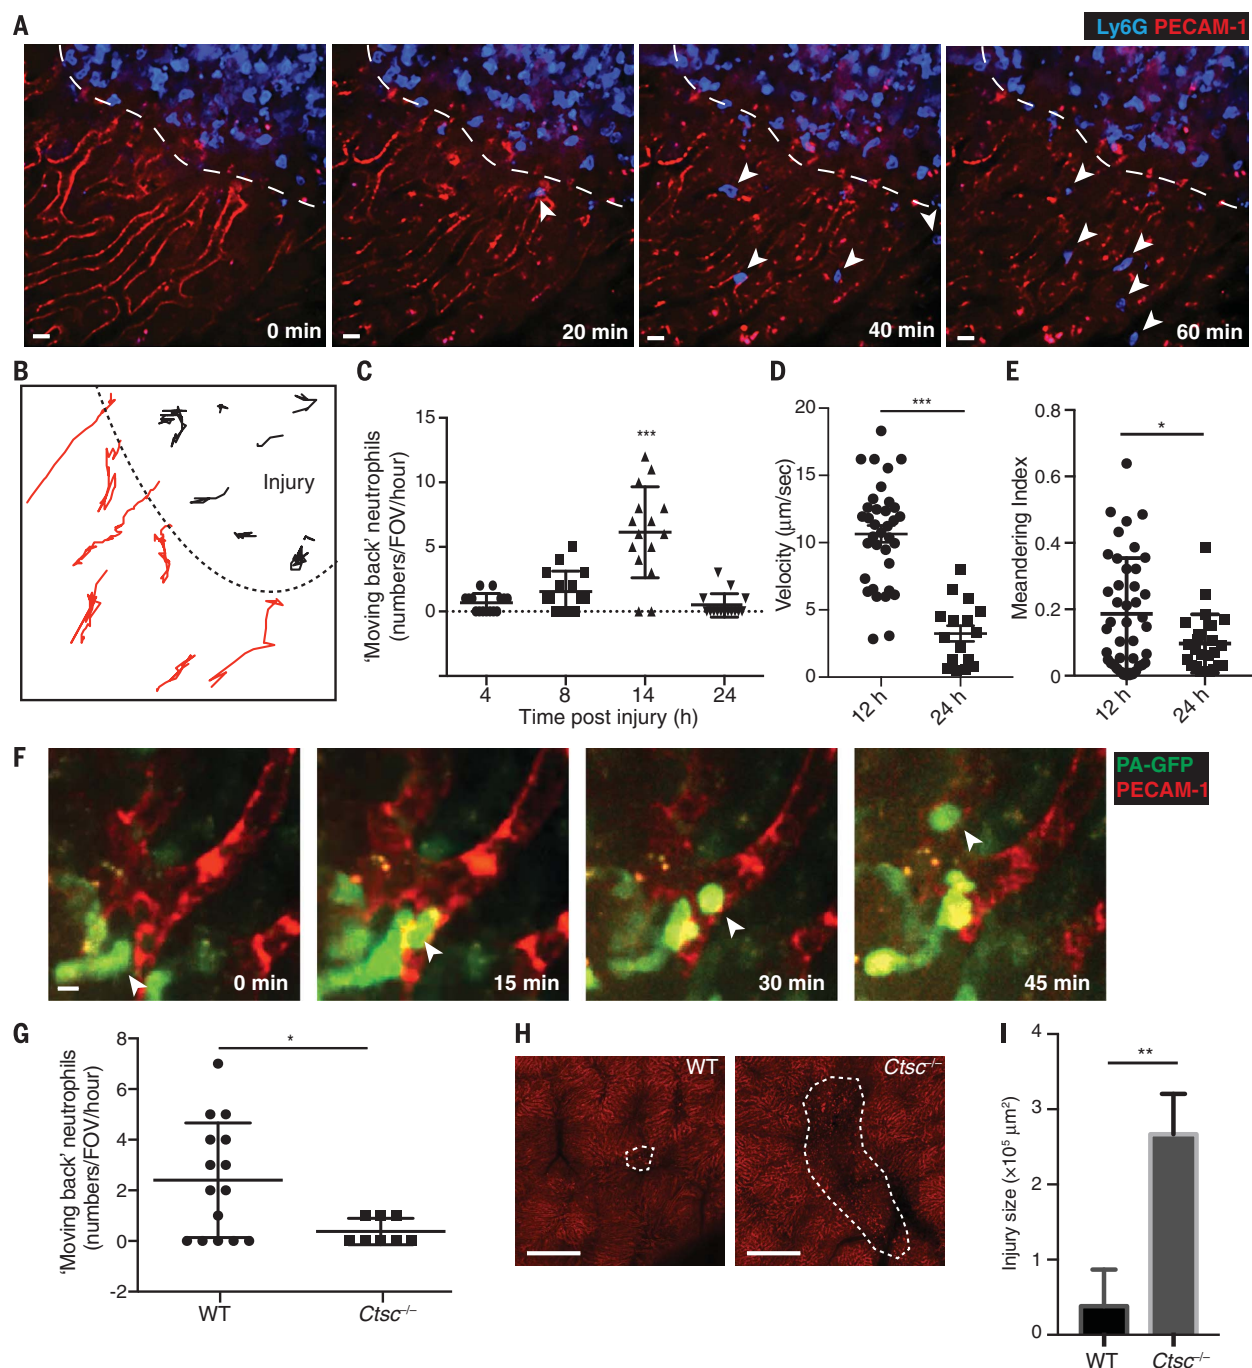 A
Ly6G PECAM-1
0 min
20 min
40 min
60 min
B
Injury
C
'Moving back' neutrophils
(numbers/FOV/hour)
15
10
5
0
***
4
8
14
24
Time post injury (h)
D
Velocity (μm/sec)
20
15
10
5
0
***
12 h
24 h
E
Meandering Index
0.8
0.6
0.4
0.2
0
*
12 h
24 h
F
PA-GFP
PECAM-1
0 min
15 min
30 min
45 min
G
'Moving back' neutrophils
(numbers/FOV/hour)
8
6
4
2
0
-2
*
WT
Ctsc–/–
H
WT
Ctsc–/–
I
Injury size (×10⁵ μm²)
4
3
2
1
0
**
WT
Ctsc–/–